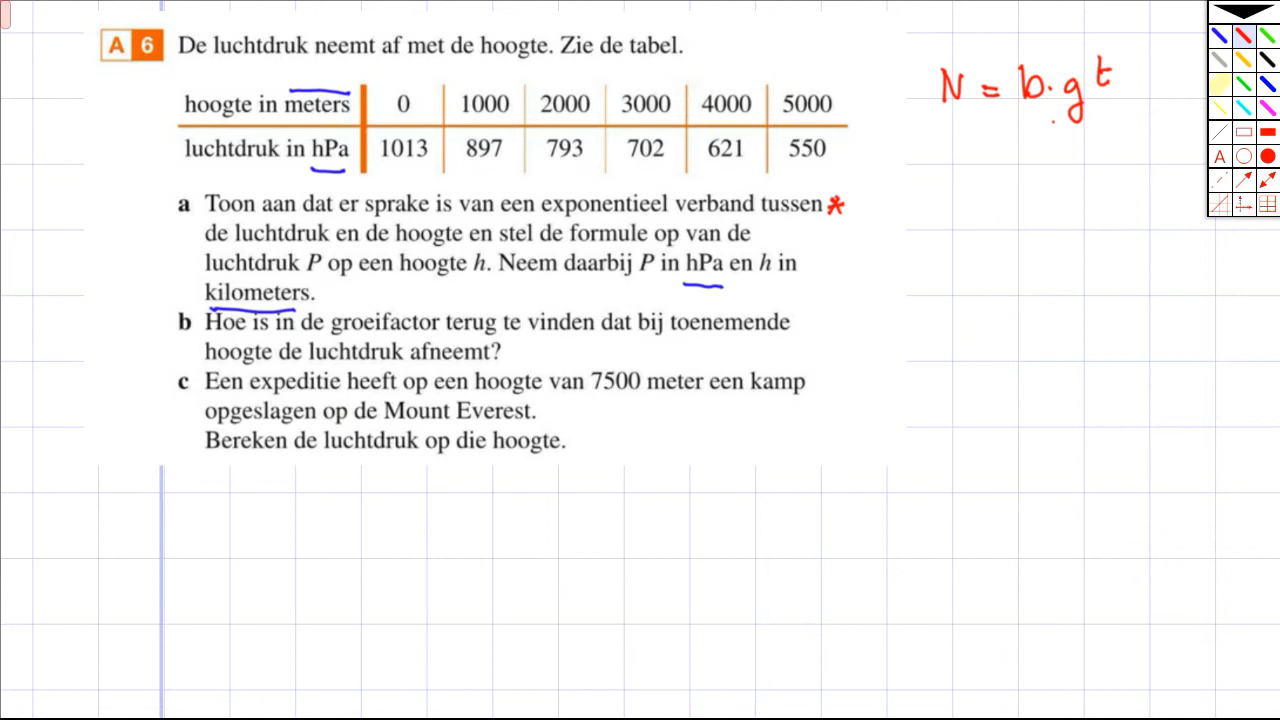 A 6 De luchtdruk neemt af met de hoogte. Zie de tabel.
N = b·g^t
hoogte in meters 0 1000 2000 3000 4000 5000
luchtdruk in hPa 1013 897 793 702 621 550
a Toon aan dat er sprake is van een exponentieel verband tussen *
de luchtdruk en de hoogte en stel de formule op van de
luchtdruk P op een hoogte h. Neem daarbij P in hPa en h in
kilometers.
b Hoe is in de groeifactor terug te vinden dat bij toenemende
hoogte de luchtdruk afneemt?
c Een expeditie heeft op een hoogte van 7500 meter een kamp
opgeslagen op de Mount Everest.
Bereken de luchtdruk op die hoogte.
A